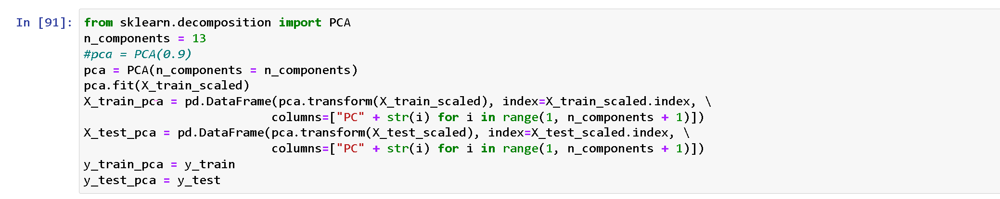 In [91]: from sklearn.decomposition import PCA
n_components = 13
#pca = PCA(0.9)
pca = PCA(n_components = n_components)
pca.fit(X_train_scaled)
X_train_pca = pd.DataFrame(pca.transform(X_train_scaled), index=X_train_scaled.index, \
columns=["PC" + str(i) for i in range(1, n_components + 1)])
X_test_pca = pd.DataFrame(pca.transform(X_test_scaled), index=X_test_scaled.index, \
columns=["PC" + str(i) for i in range(1, n_components + 1)])
y_train_pca = y_train
y_test_pca = y_test